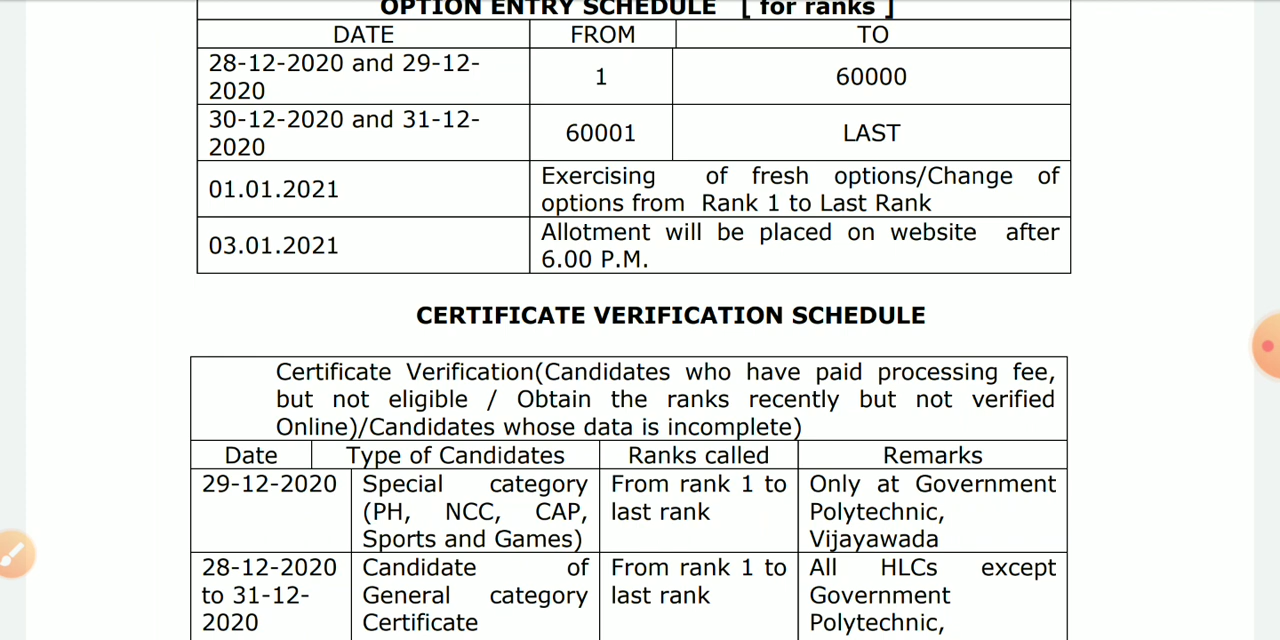 OPTION ENTRY SCHEDULE [ for ranks ]
DATE FROM TO
28-12-2020 and 29-12-
2020
1 60000
30-12-2020 and 31-12-
2020
60001 LAST
01.01.2021
Exercising of fresh options/Change of
options from Rank 1 to Last Rank
03.01.2021
Allotment will be placed on website after
6.00 P.M.
CERTIFICATE VERIFICATION SCHEDULE
Certificate Verification(Candidates who have paid processing fee,
but not eligible / Obtain the ranks recently but not verified
Online)/Candidates whose data is incomplete)
Date Type of Candidates Ranks called Remarks
29-12-2020 Special category From rank 1 to Only at Government
(PH, NCC, CAP, last rank Polytechnic,
Sports and Games) Vijayawada
28-12-2020 Candidate of From rank 1 to All HLCs except
to 31-12- General category last rank Government
2020 Certificate Polytechnic,